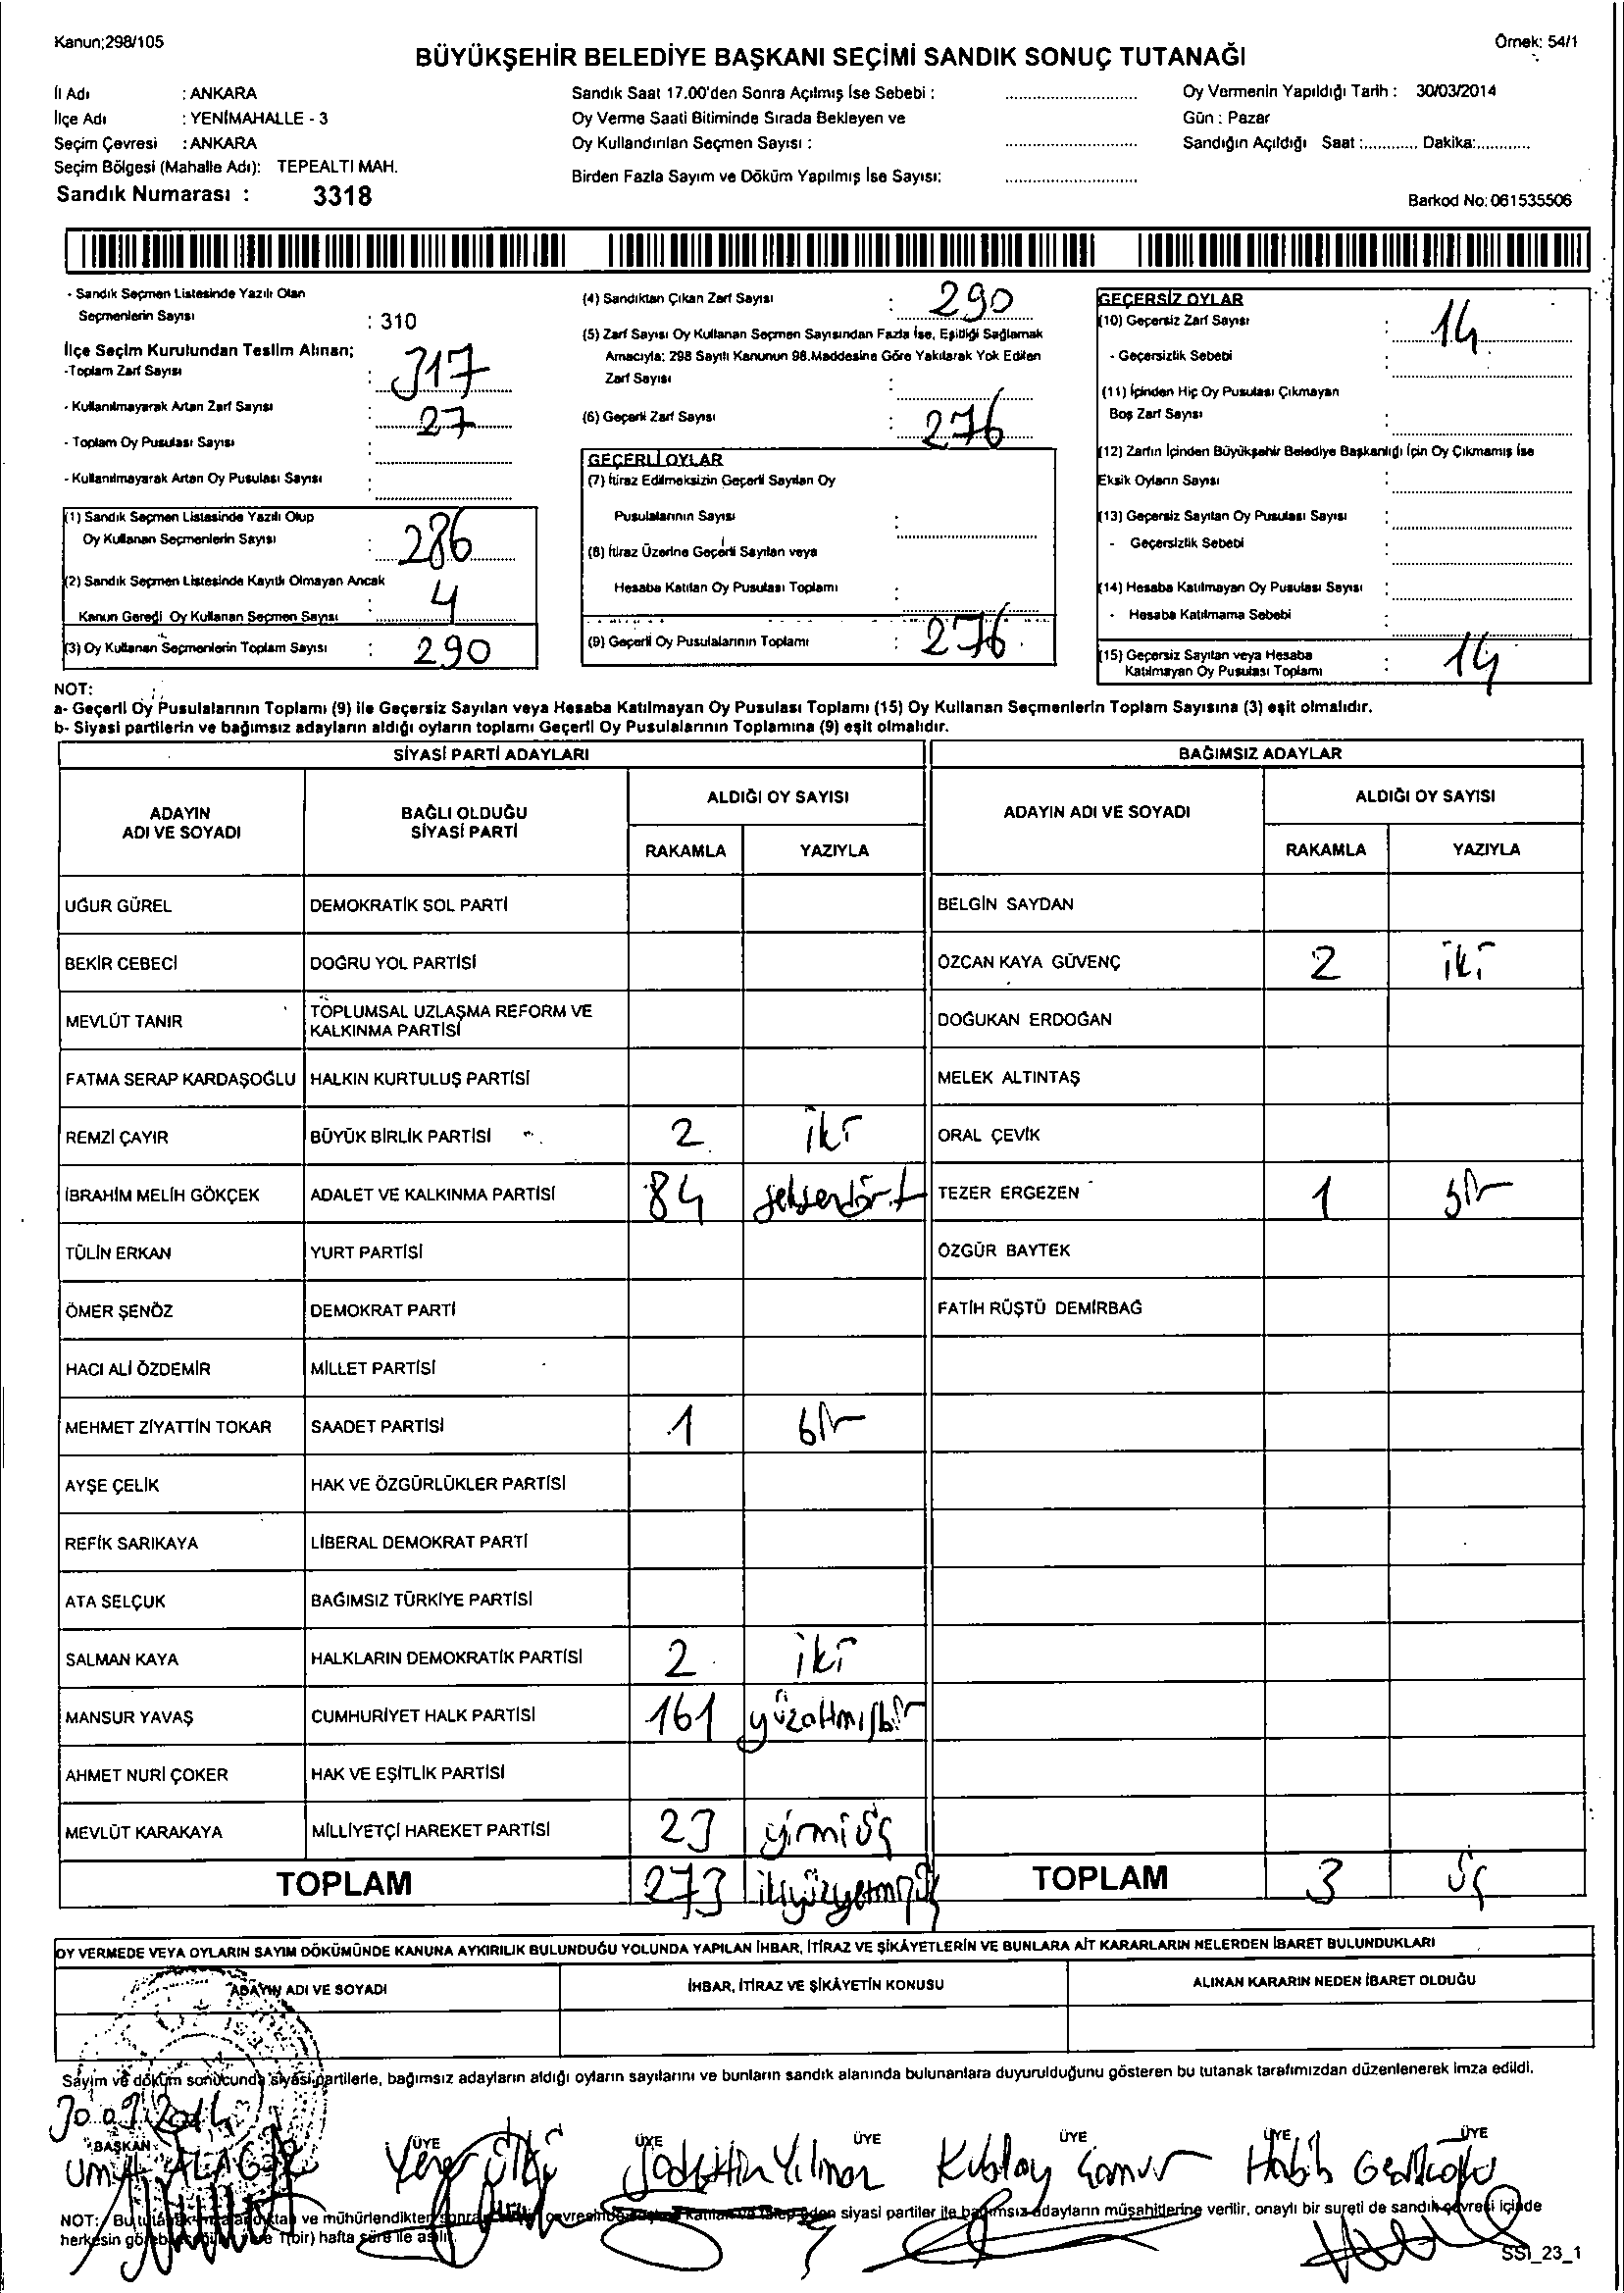 Kanun;298/105
Örnek: 54/1
BÜYÜKŞEHİR BELEDİYE BAŞKANI SEÇİMİ SANDIK SONUÇ TUTANAĞI
İl Adı : ANKARA
İlçe Adı : YENİMAHALLE - 3
Seçim Çevresi : ANKARA
Seçim Bölgesi (Mahalle Adı): TEPEALTI MAH.
Sandık Numarası : 3318
Sandık Saat 17.00'den Sonra Açılmış İse Sebebi :
Oy Verme Saati Bitiminde Sırada Bekleyen ve
Oy Kullandırılan Seçmen Sayısı :
Birden Fazla Sayım ve Döküm Yapılmış İse Sayısı:
Oy Vermenin Yapıldığı Tarih : 30/03/2014
Gün : Pazar
Sandığın Açıldığı Saat :............ Dakika:............
Barkod No: 061535506
- Sandık Seçmen Listesinde Yazılı Olan
Seçmenlerin Sayısı : 310
İlçe Seçim Kurulundan Teslim Alınan;
-Toplam Zarf Sayısı : 317
- Kullanılmayarak Artan Zarf Sayısı : 27
- Toplam Oy Pusulası Sayısı :
- Kullanılmayarak Artan Oy Pusulası Sayısı :
(1) Sandık Seçmen Listesinde Yazılı Olup
Oy Kullanan Seçmenlerin Sayısı : 286
(2) Sandık Seçmen Listesinde Kayıtlı Olmayan Ancak
Kanun Gereği Oy Kullanan Seçmen Sayısı : 4
(3) Oy Kullanan Seçmenlerin Toplam Sayısı : 290
(4) Sandıktan Çıkan Zarf Sayısı : 290
(5) Zarf Sayısı Oy Kullanan Seçmen Sayısından Fazla İse, Eşitliği Sağlamak
Amacıyla; 298 Sayılı Kanunun 98.Maddesine Göre Yakılarak Yok Edilen
Zarf Sayısı :
(6) Geçerli Zarf Sayısı : 276
GEÇERLİ OYLAR
(7) İtiraz Edilmeksizin Geçerli Sayılan Oy
Pusulalarının Sayısı :
(8) İtiraz Üzerine Geçerli Sayılan veya
Hesaba Katılan Oy Pusulası Toplamı :
(9) Geçerli Oy Pusulalarının Toplamı : 276
GEÇERSİZ OYLAR
(10) Geçersiz Zarf Sayısı : 14
- Geçersizlik Sebebi :
(11) İçinden Hiç Oy Pusulası Çıkmayan
Boş Zarf Sayısı :
(12) Zarfın İçinden Büyükşehir Belediye Başkanlığı İçin Oy Çıkmamış İse
Eksik Oyların Sayısı :
(13) Geçersiz Sayılan Oy Pusulası Sayısı :
- Geçersizlik Sebebi :
(14) Hesaba Katılmayan Oy Pusulası Sayısı :
- Hesaba Katılmama Sebebi :
(15) Geçersiz Sayılan veya Hesaba
Katılmayan Oy Pusulası Toplamı : 14
NOT:
a- Geçerli Oy Pusulalarının Toplamı (9) ile Geçersiz Sayılan veya Hesaba Katılmayan Oy Pusulası Toplamı (15) Oy Kullanan Seçmenlerin Toplam Sayısına (3) eşit olmalıdır.
b- Siyasi partilerin ve bağımsız adayların aldığı oyların toplamı Geçerli Oy Pusulalarının Toplamına (9) eşit olmalıdır.
SİYASİ PARTİ ADAYLARI
BAĞIMSIZ ADAYLAR
ADAYIN
ADI VE SOYADI
BAĞLI OLDUĞU
SİYASİ PARTİ
ALDIĞI OY SAYISI
RAKAMLA YAZIYLA
ADAYIN ADI VE SOYADI
ALDIĞI OY SAYISI
RAKAMLA YAZIYLA
UĞUR GÜREL DEMOKRATİK SOL PARTİ BELGİN SAYDAN
BEKİR CEBECİ DOĞRU YOL PARTİSİ ÖZCAN KAYA GÜVENÇ 2 iki
MEVLÜT TANIR TOPLUMSAL UZLAŞMA REFORM VE
KALKINMA PARTİSİ DOĞUKAN ERDOĞAN
FATMA SERAP KARDAŞOĞLU HALKIN KURTULUŞ PARTİSİ MELEK ALTINTAŞ
REMZİ ÇAYIR BÜYÜK BİRLİK PARTİSİ 2 iki ORAL ÇEVİK
İBRAHİM MELİH GÖKÇEK ADALET VE KALKINMA PARTİSİ 84 seksendört TEZER ERGEZEN 1 bir
TÜLİN ERKAN YURT PARTİSİ ÖZGÜR BAYTEK
ÖMER ŞENÖZ DEMOKRAT PARTİ FATİH RÜŞTÜ DEMİRBAĞ
HACI ALİ ÖZDEMİR MİLLET PARTİSİ
MEHMET ZİYATTİN TOKAR SAADET PARTİSİ 1 bir
AYŞE ÇELİK HAK VE ÖZGÜRLÜKLER PARTİSİ
REFİK SARIKAYA LİBERAL DEMOKRAT PARTİ
ATA SELÇUK BAĞIMSIZ TÜRKİYE PARTİSİ
SALMAN KAYA HALKLARIN DEMOKRATİK PARTİSİ 2 iki
MANSUR YAVAŞ CUMHURİYET HALK PARTİSİ 161 yüzaltmışbir
AHMET NURİ ÇOKER HAK VE EŞİTLİK PARTİSİ
MEVLÜT KARAKAYA MİLLİYETÇİ HAREKET PARTİSİ 23 yirmiüç
TOPLAM 273 TOPLAM 3 üç
OY VERMEDE VEYA OYLARIN SAYIM DÖKÜMÜNDE KANUNA AYKIRILIK BULUNDUĞU YOLUNDA YAPILAN İHBAR, İTİRAZ VE ŞİKÂYETLERİN VE BUNLARA AİT KARARLARIN NELERDEN İBARET BULUNDUKLARI
ADAYIN ADI VE SOYADI İHBAR, İTİRAZ VE ŞİKÂYETİN KONUSU ALINAN KARARIN NEDEN İBARET OLDUĞU
Sayım ve döküm sonucunda siyasi partilerle, bağımsız adayların aldığı oyların sayılarını ve bunların sandık alanında bulunanlara duyurulduğunu gösteren bu tutanak tarafımızdan düzenlenerek imza edildi.
BAŞKAN ÜYE ÜYE ÜYE ÜYE ÜYE ÜYE
Yılmaz Kubilay Habib
NOT: ve mühürlendikten sonra siyasi partiler ile bağımsız adayların müşahitlerine verilir, onaylı bir sureti de sandık çevresi içinde
herkesin (bir) hafta süre ile asılır.
SSİ_23_1